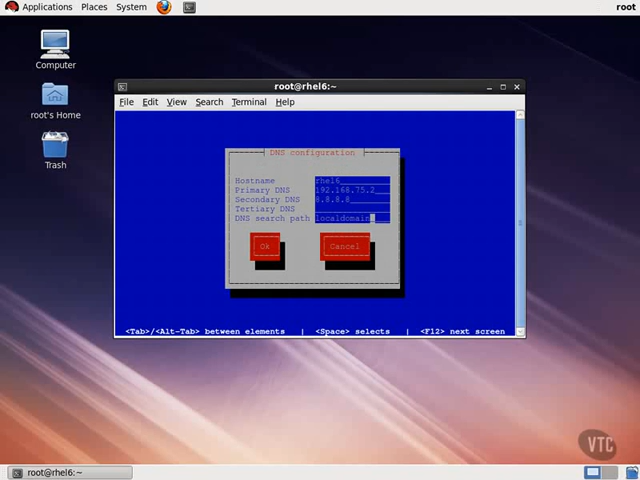 Applications Places System root
Computer
root's Home
Trash
root@rhel6:~
File Edit View Search Terminal Help
DNS configuration
Hostname rhel6
Primary DNS 192.168.75.2
Secondary DNS 8.8.8.8
Tertiary DNS
DNS search path localdomain
Ok Cancel
<Tab>/<Alt-Tab> between elements | <Space> selects | <F12> next screen
VTC
root@rhel6:~